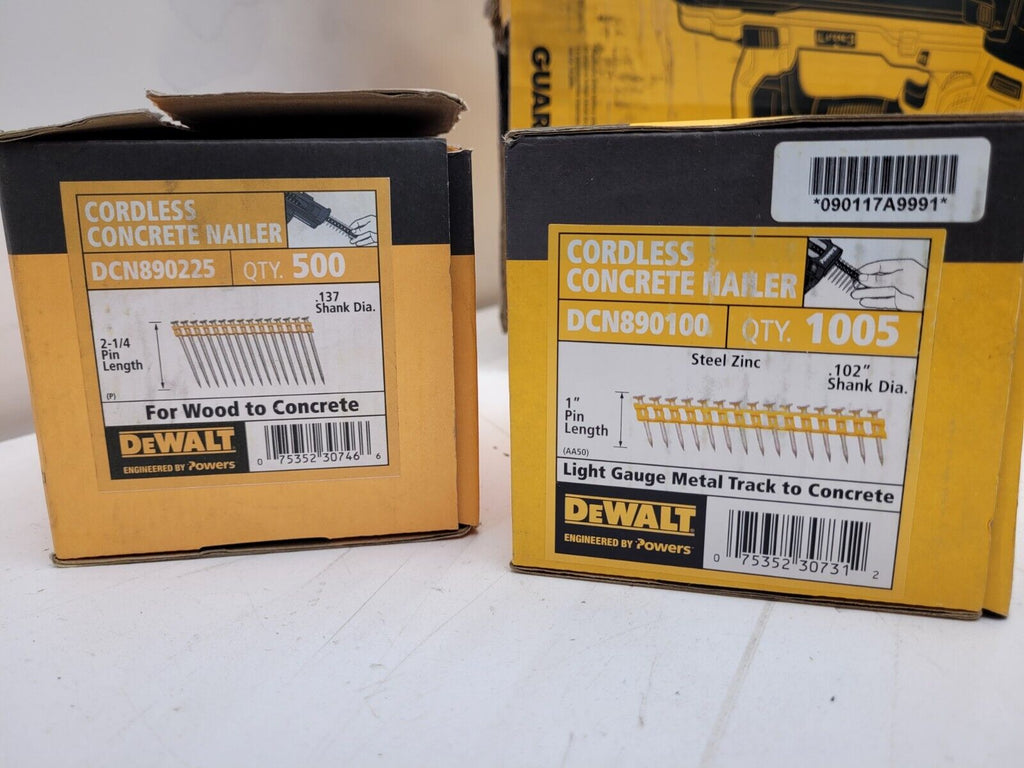 CORDLESS
CONCRETE NAILER
DCN890225 QTY. 500
.137
Shank Dia.
2-1/4
Pin
Length
(P)
For Wood to Concrete
DEWALT
ENGINEERED BY Powers
0 75352 30746 6
GUAR
*090117A9991*
CORDLESS
CONCRETE NAILER
DCN890100 QTY. 1005
Steel Zinc
.102"
Shank Dia.
1"
Pin
Length
(AA50)
Light Gauge Metal Track to Concrete
DEWALT
ENGINEERED BY Powers
0 75352 30731 2